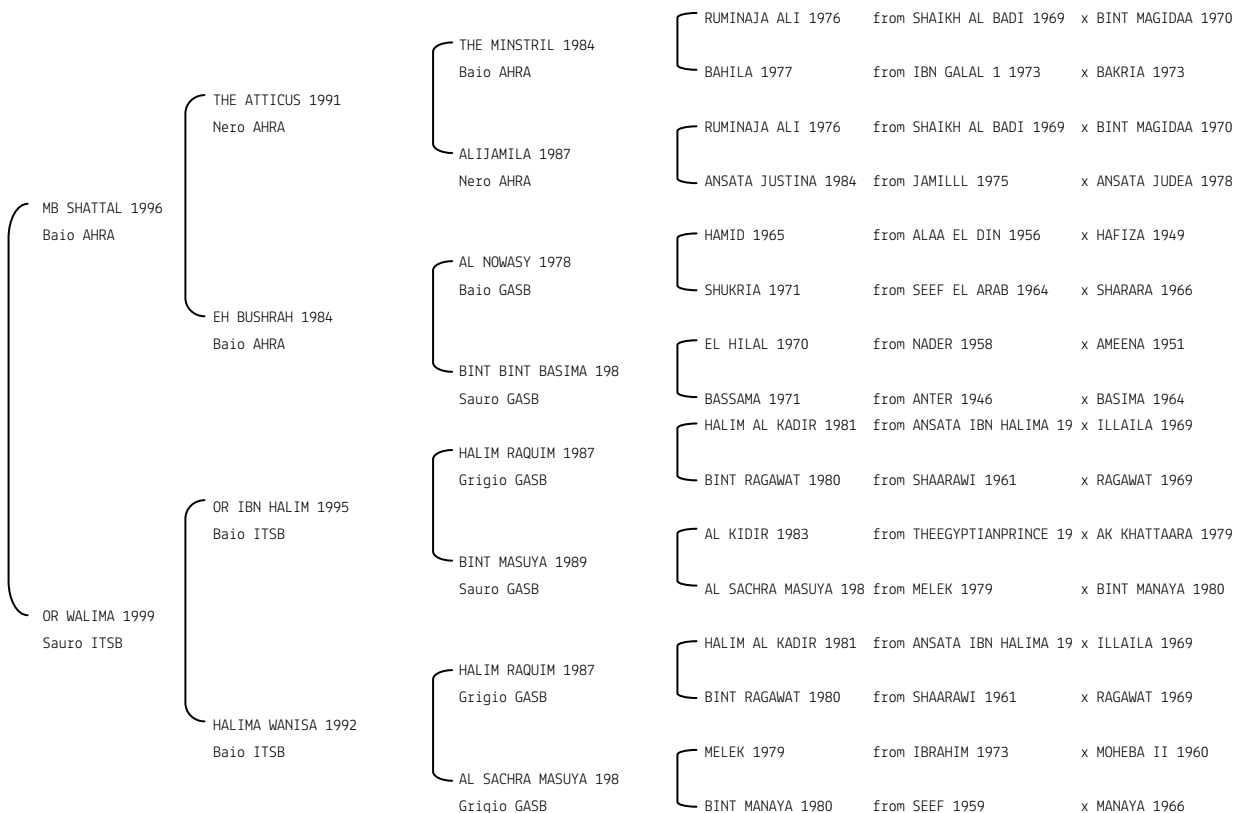 RUMINAJA ALI 1976 from SHAIKH AL BADI 1969 x BINT MAGIDAA 1970
THE MINSTRIL 1984
Baio AHRA
BAHILA 1977 from IBN GALAL 1 1973 x BAKRIA 1973
THE ATTICUS 1991
Nero AHRA
RUMINAJA ALI 1976 from SHAIKH AL BADI 1969 x BINT MAGIDAA 1970
ALIJAMILA 1987
Nero AHRA
ANSATA JUSTINA 1984 from JAMILLL 1975 x ANSATA JUDEA 1978
MB SHATTAL 1996
Baio AHRA
HAMID 1965 from ALAA EL DIN 1956 x HAFIZA 1949
AL NOWASY 1978
Baio GASB
SHUKRIA 1971 from SEEF EL ARAB 1964 x SHARARA 1966
EH BUSHRAH 1984
Baio AHRA
EL HILAL 1970 from NADER 1958 x AMEENA 1951
BINT BINT BASIMA 198
Sauro GASB
BASSAMA 1971 from ANTER 1946 x BASIMA 1964
HALIM AL KADIR 1981 from ANSATA IBN HALIMA 19 x ILLAILA 1969
HALIM RAQUIM 1987
Grigio GASB
BINT RAGAWAT 1980 from SHAARAWI 1961 x RAGAWAT 1969
OR IBN HALIM 1995
Baio ITSB
AL KIDIR 1983 from THEEGYPTIANPRINCE 19 x AK KHATTAARA 1979
BINT MASUYA 1989
Sauro GASB
AL SACHRA MASUYA 198 from MELEK 1979 x BINT MANAYA 1980
OR WALIMA 1999
Sauro ITSB
HALIM AL KADIR 1981 from ANSATA IBN HALIMA 19 x ILLAILA 1969
HALIM RAQUIM 1987
Grigio GASB
BINT RAGAWAT 1980 from SHAARAWI 1961 x RAGAWAT 1969
HALIMA WANISA 1992
Baio ITSB
MELEK 1979 from IBRAHIM 1973 x MOHEBA II 1960
AL SACHRA MASUYA 198
Grigio GASB
BINT MANAYA 1980 from SEEF 1959 x MANAYA 1966